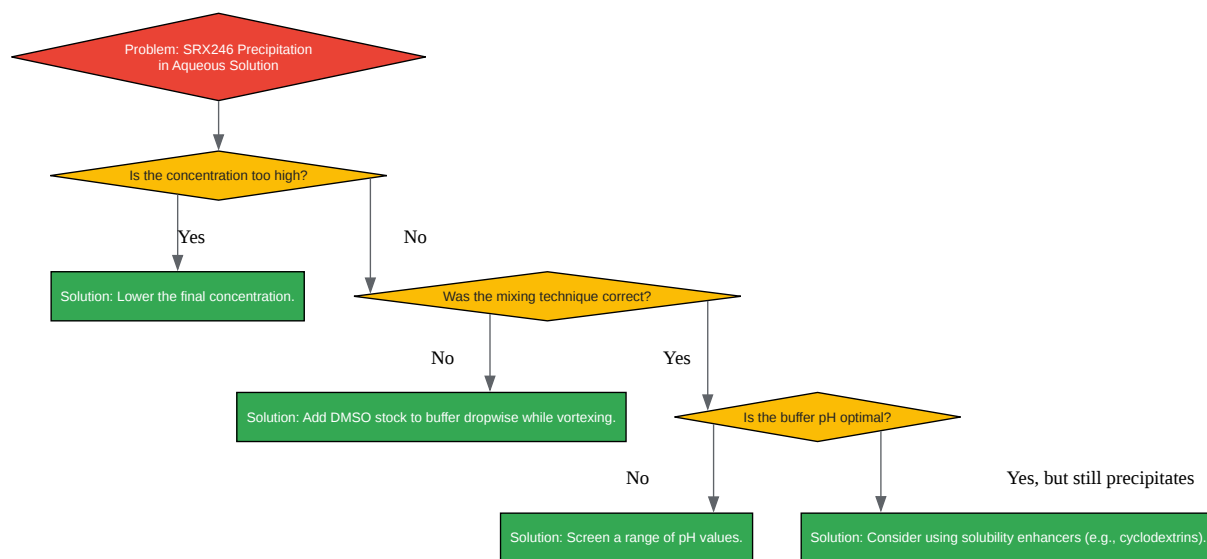 Problem: SRX246 Precipitation
in Aqueous Solution
Is the concentration too high?
Yes
No
Solution: Lower the final concentration.
Was the mixing technique correct?
No
Yes
Solution: Add DMSO stock to buffer dropwise while vortexing.
Is the buffer pH optimal?
No
Yes, but still precipitates
Solution: Screen a range of pH values.
Solution: Consider using solubility enhancers (e.g., cyclodextrins).